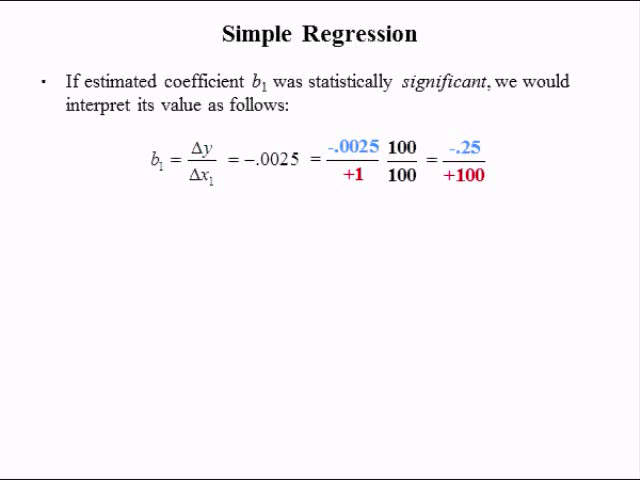 Simple Regression
▪ If estimated coefficient b₁ was statistically significant, we would
interpret its value as follows:
b₁ = Δy/Δx₁ = −.0025 = -.0025/+1 100/100 = -.25/+100